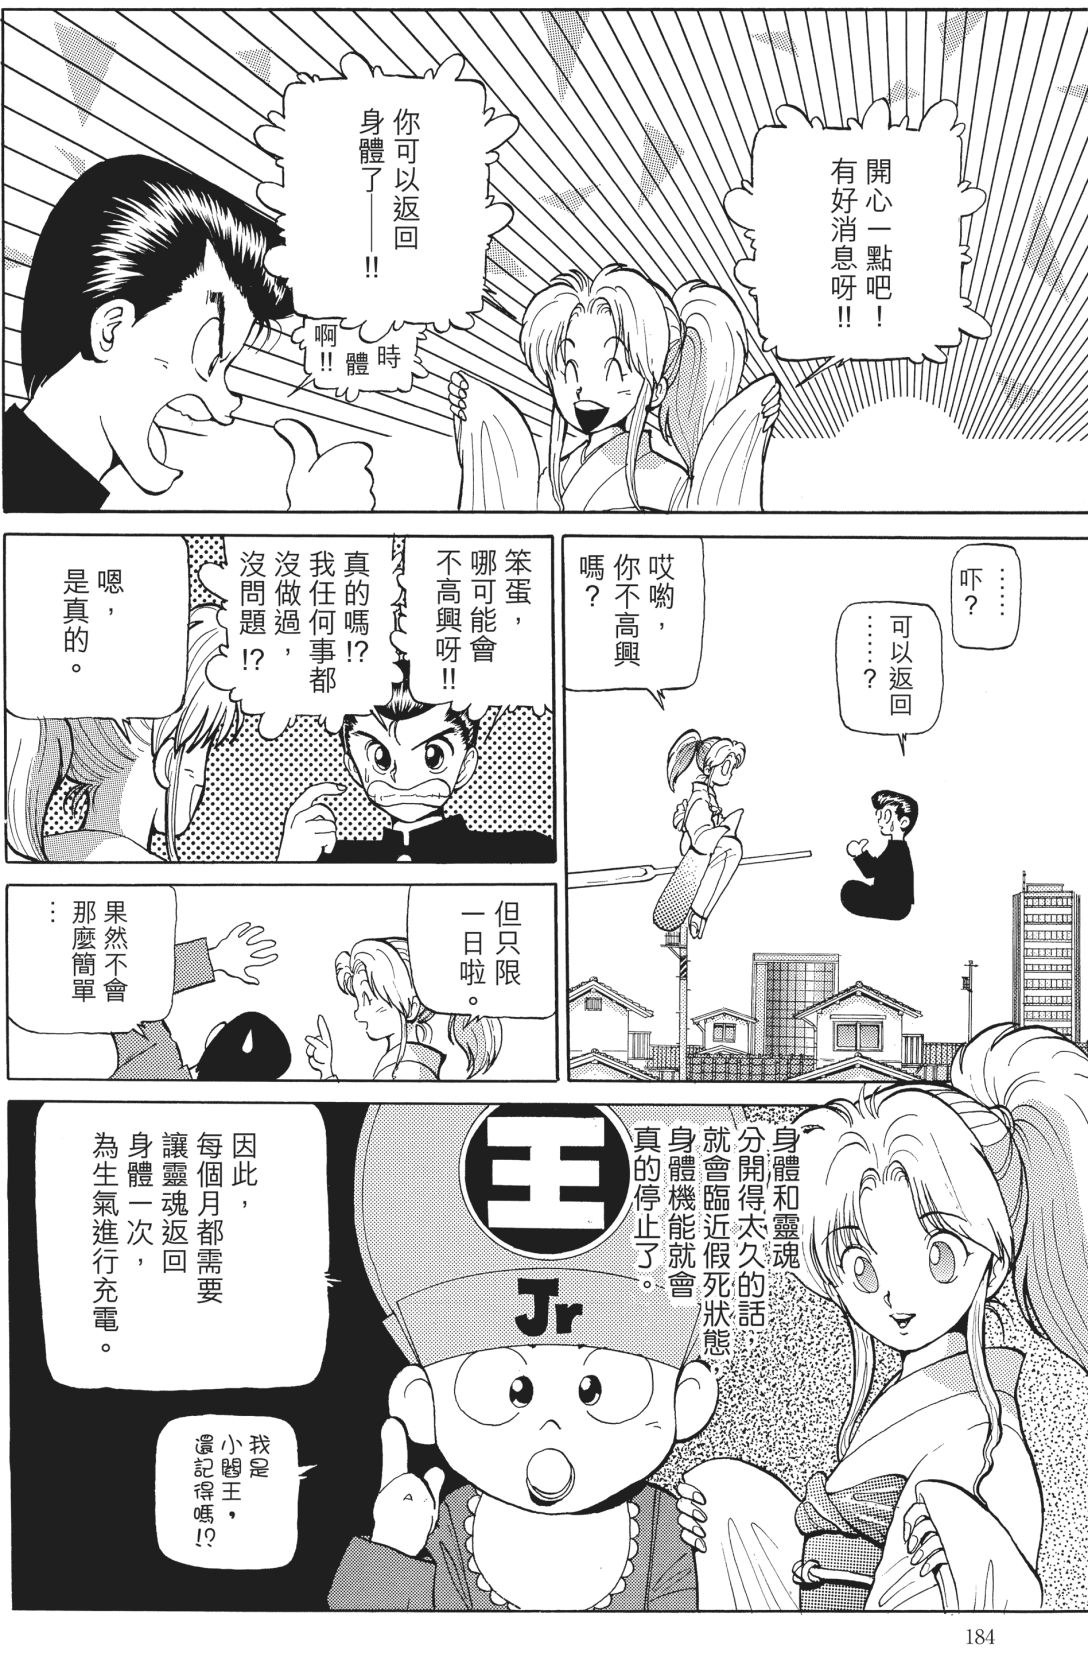 開心一點吧！
有好消息呀!!
你可以返回
身體了——!!
時
體
啊!!
……
吓？
可以返回
……？
哎喲，
你不高興
嗎？
笨蛋，
哪可能會
不高興呀!!
真的嗎!?
我任何事都
沒做過，
沒問題!?
嗯，
是真的。
但只限
一日啦。
果然不會
那麼簡單
…
身體和靈魂
分開得太久的話，
就會臨近假死狀態，
身體機能就會
真的停止了。
王
Jr
因此，
每個月都需要
讓靈魂返回
身體一次，
為生氣進行充電。
我是
小閻王，
還記得嗎!?
184